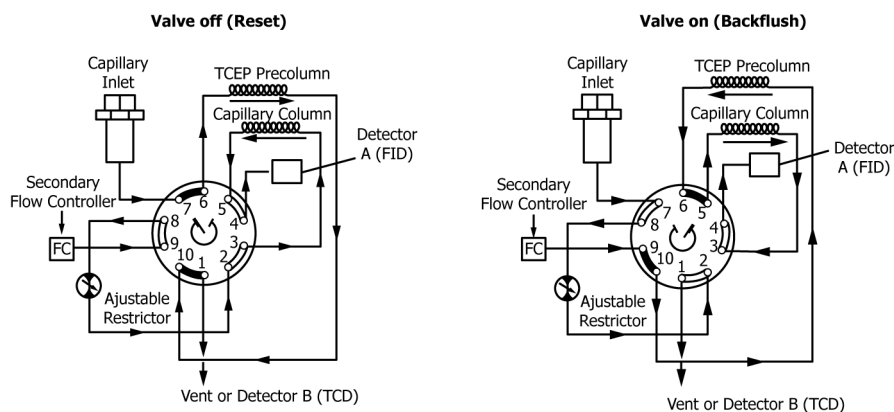 Valve off (Reset)
Capillary
Inlet
TCEP Precolumn
Capillary Column
Detector
A (FID)
Secondary
Flow Controller
FC
7
6
5
8
4
9
3
10
1
2
Ajustable
Restrictor
Vent or Detector B (TCD)
Valve on (Backflush)
Capillary
Inlet
TCEP Precolumn
Capillary Column
Detector
A (FID)
Secondary
Flow Controller
FC
7
6
5
8
4
9
3
10
1
2
Ajustable
Restrictor
Vent or Detector B (TCD)